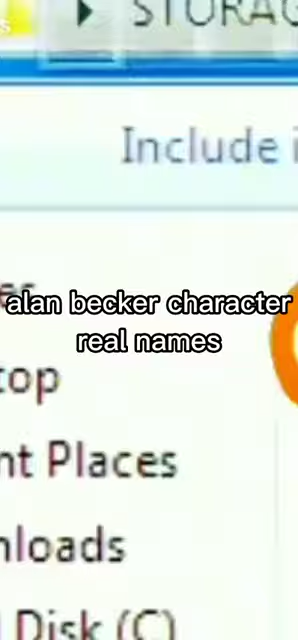 STORAG
Include i
alan becker character
real names
top
nt Places
nloads
Disk (C)